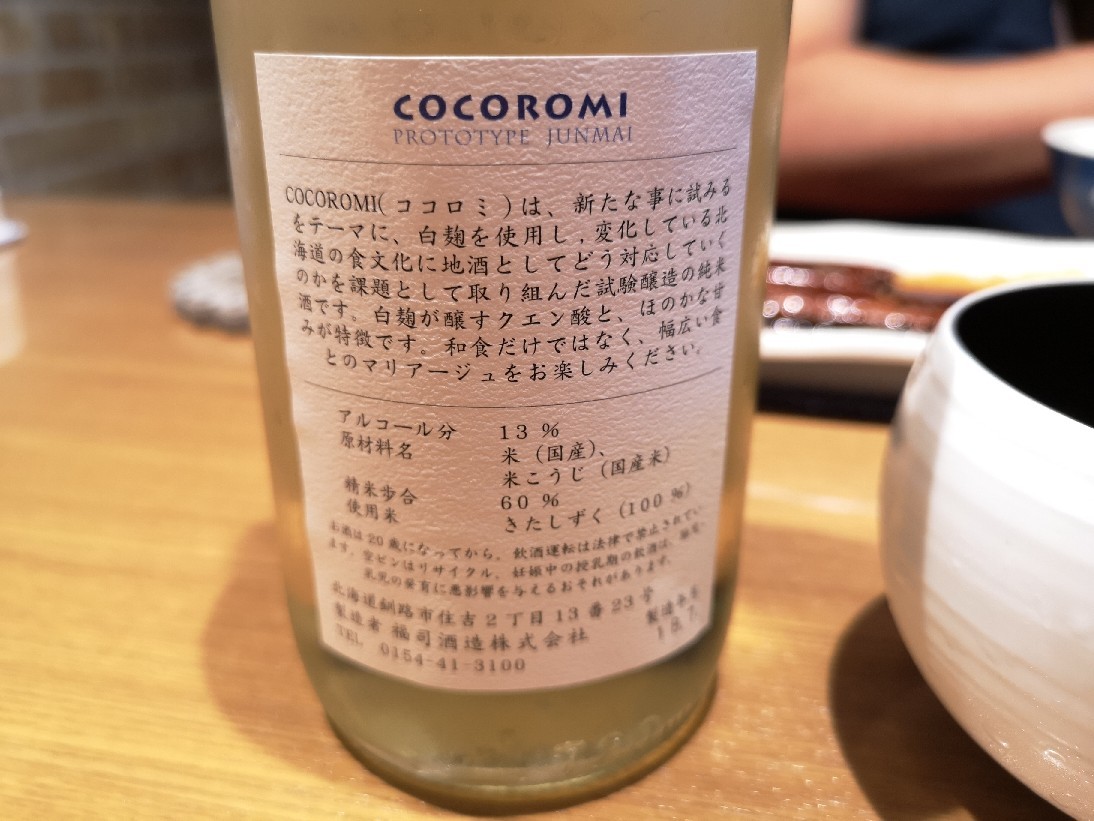 COCOROMI
PROTOTYPE JUNMAI
COCOROMI(ココロミ)は、新たな事に試みる
をテーマに、白麹を使用し,変化している北
海道の食文化に地酒としてどう対応していく
のかを課題として取り組んだ試験醸造の純米
酒です。白麹が醸すクエン酸と、ほのかな甘
みが特徴です。和食だけではなく、幅広い食
とのマリアージュをお楽しみください。
アルコール分 13%
原材料名 米(国産)、
米こうじ(国産米)
精米歩合 60%
使用米 きたしずく(100%)
お酒は20歳になってから。飲酒運転は法律で禁止されてい
ます。空ビンはリサイクル。妊娠中の授乳期の飲酒は、胎児・
乳児の発育に悪影響を与えるおそれがあります。
北海道釧路市住吉2丁目13番23号
製造者 福司酒造株式会社 製造年月
TEL 0154-41-3100